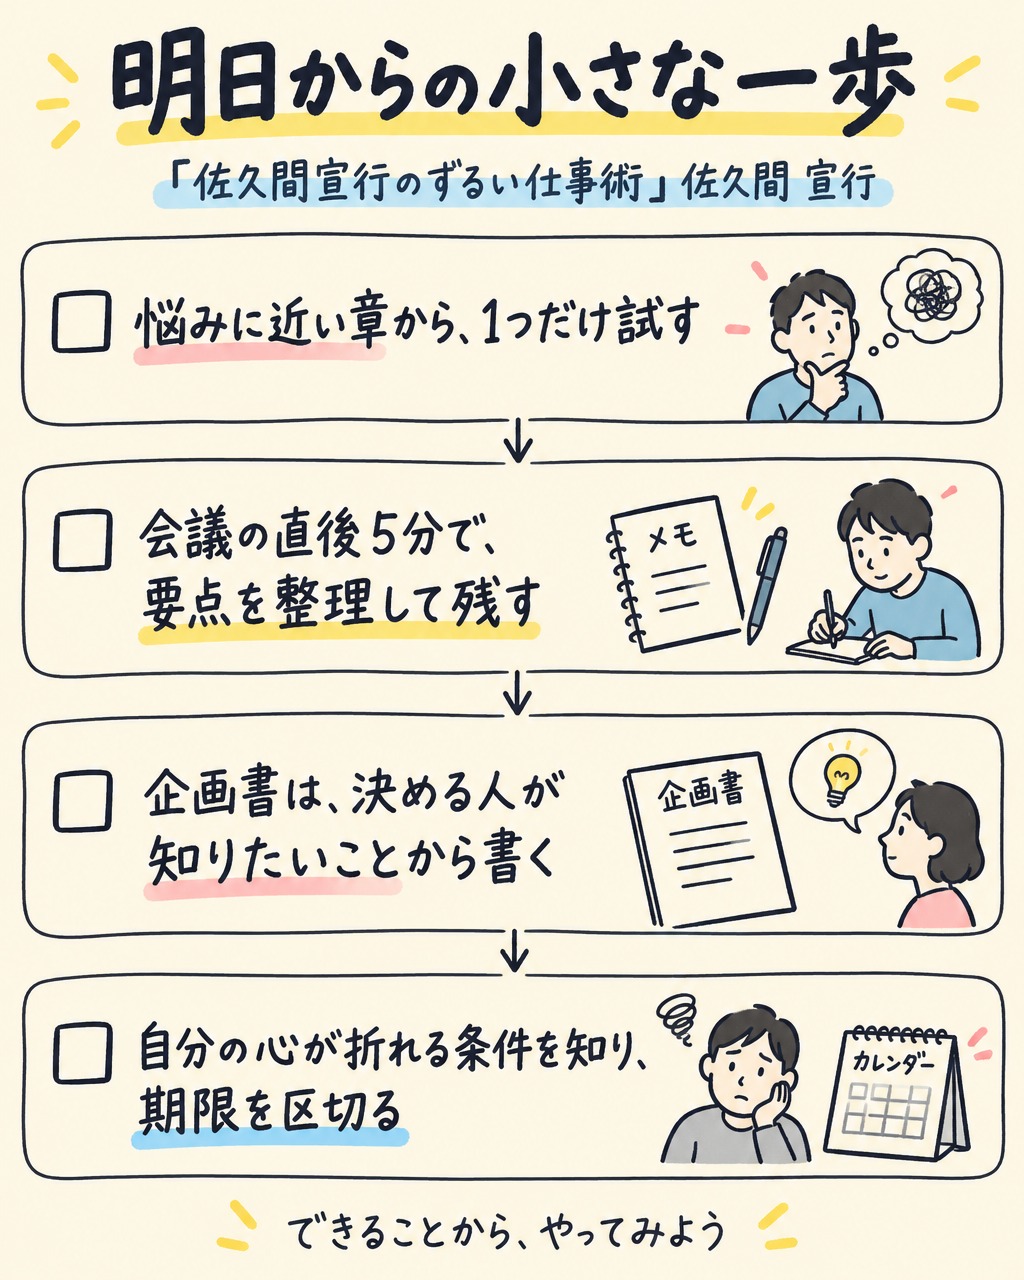 明日からの小さな一歩
「佐久間宣行のずるい仕事術」佐久間 宣行
悩みに近い章から、1つだけ試す
会議の直後5分で、
要点を整理して残す
メモ
企画書は、決める人が
知りたいことから書く
企画書
自分の心が折れる条件を知り、
期限を区切る
カレンダー
できることから、やってみよう